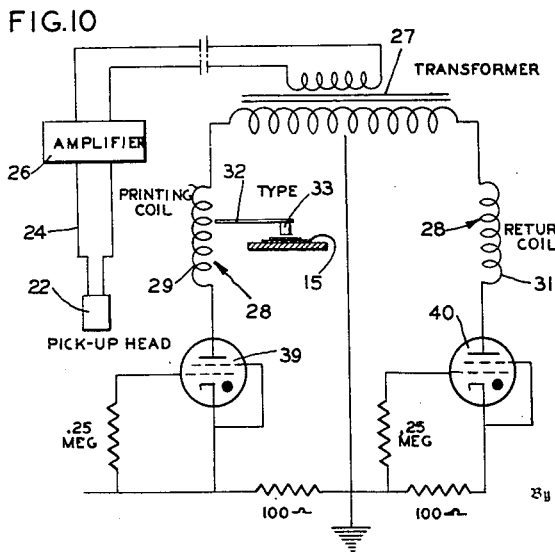 FIG.10
27
TRANSFORMER
AMPLIFIER
26
PRINTING
COIL
32
TYPE
33
24
28
RETUR
COIL
29
28
15
31
22
PICK-UP HEAD
39
40
.25
MEG
.25
MEG
100
100
By